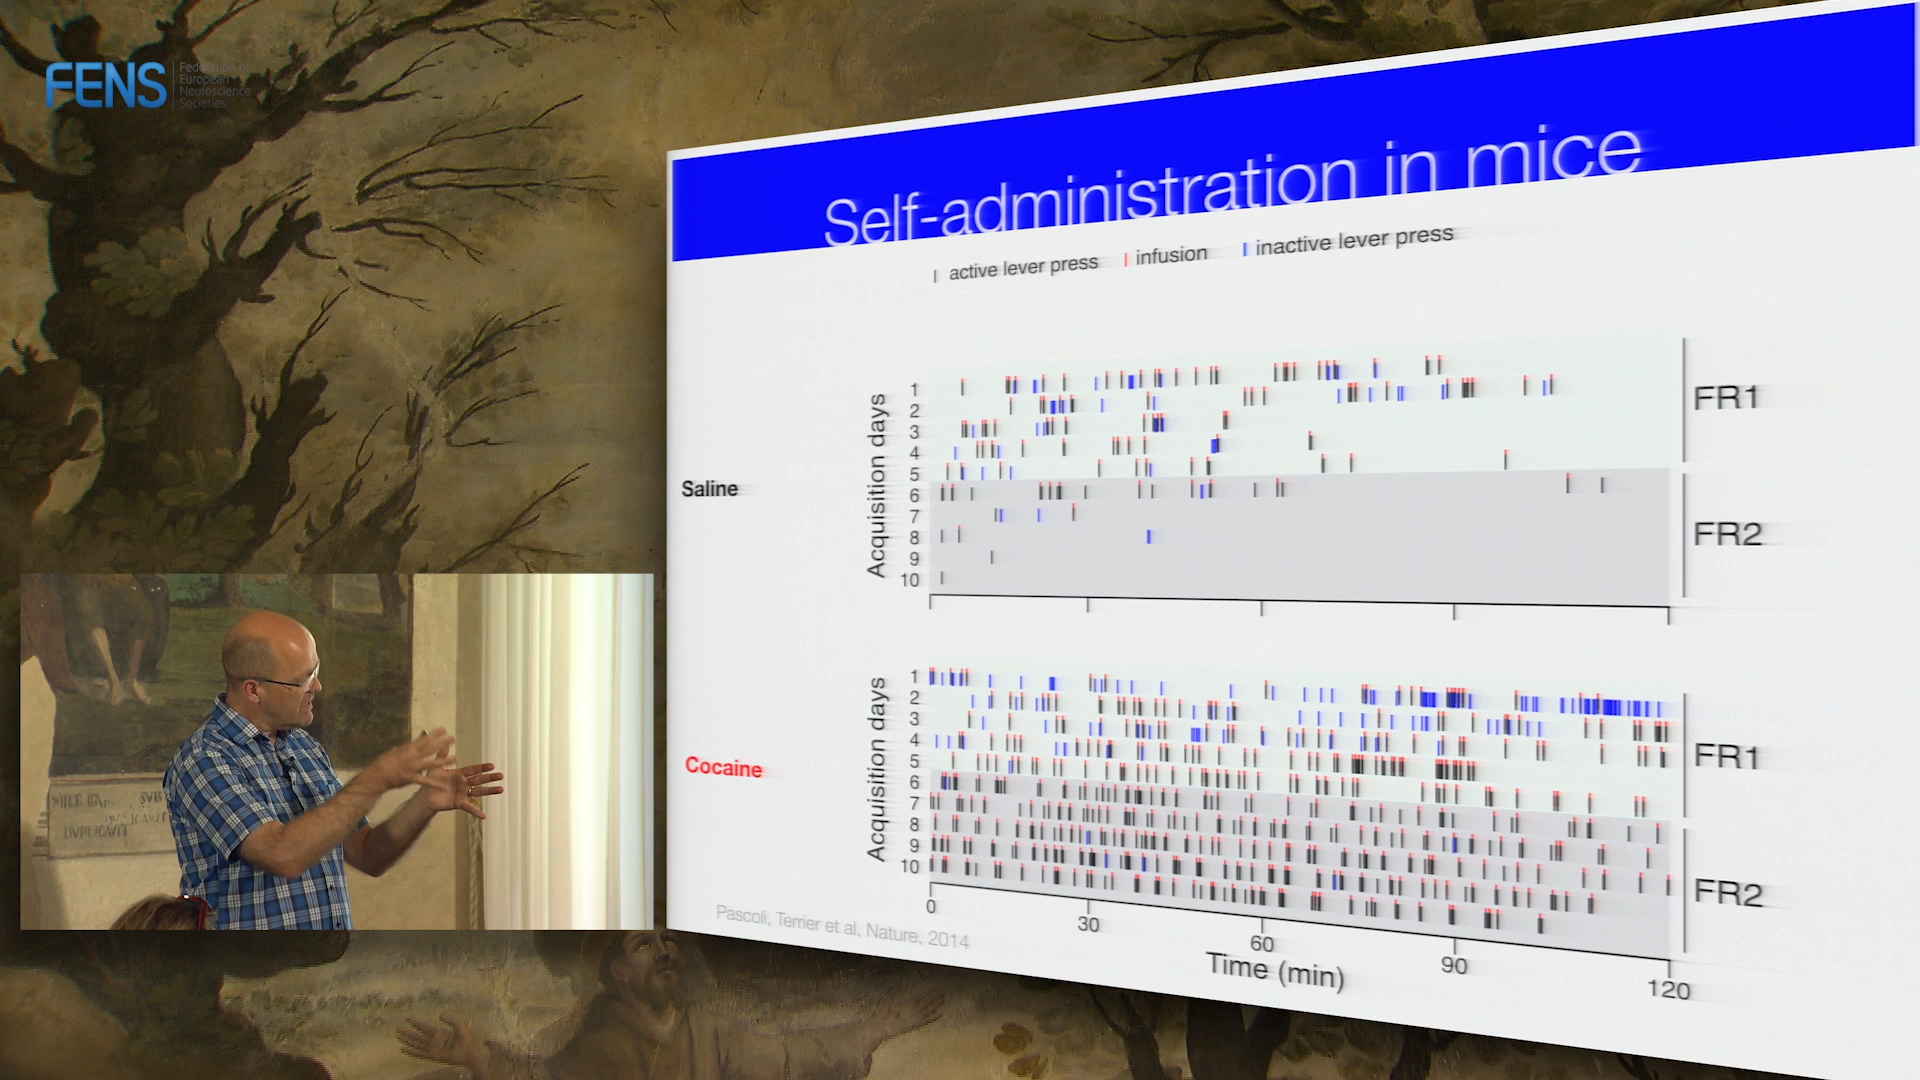 FENS
Federation of
European
Neuroscience
Societies
Self-administration in mice
active lever press
infusion
inactive lever press
Saline
Acquisition days
1
2
3
4
5
6
7
8
9
10
FR1
FR2
Cocaine
Acquisition days
1
2
3
4
5
6
7
8
9
10
FR1
FR2
0
30
60
90
120
Time (min)
Pascoli, Terrier et al, Nature, 2014
DVPLICAVIT